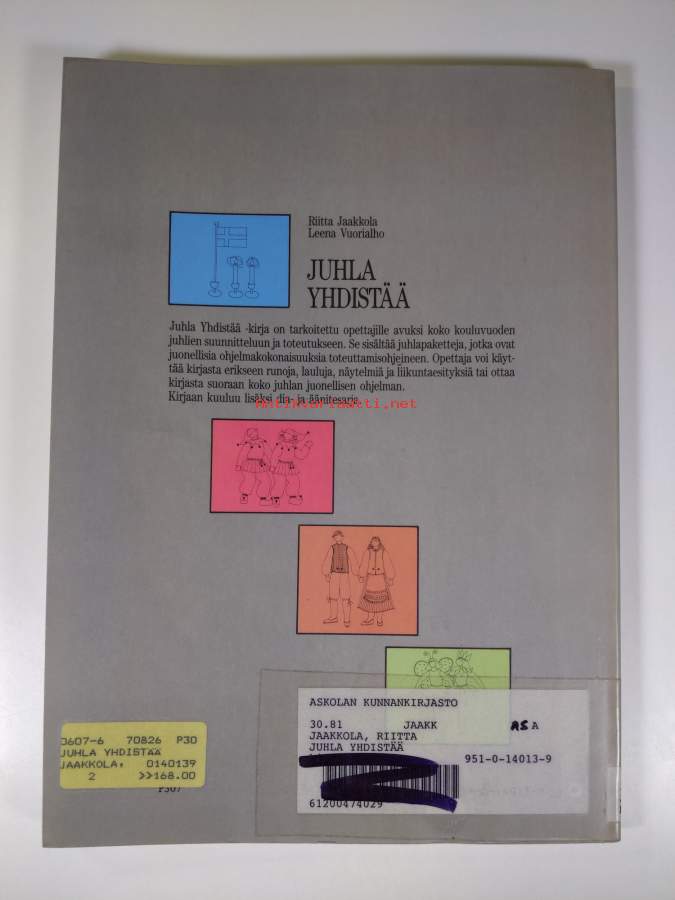 Riitta Jaakkola
Leena Vuorialho
JUHLA
YHDISTÄÄ
Juhla Yhdistää -kirja on tarkoitettu opettajille avuksi koko kouluvuoden
juhlien suunnitteluun ja toteutukseen. Se sisältää juhlapaketteja, jotka ovat
juonellisia ohjelmakokonaisuuksia toteuttamisohjeineen. Opettaja voi käyt-
tää kirjasta erikseen runoja, lauluja, näytelmiä ja liikuntaesityksiä tai ottaa
kirjasta suoraan koko juhlan juonellisen ohjelman.
Kirjaan kuuluu lisäksi dia- ja äänitesarja.
Antikvariaatti.net
ASKOLAN KUNNANKIRJASTO
30.81 JAAKK AS A
JAAKKOLA, RIITTA
JUHLA YHDISTÄÄ
951-0-14013-9
61200474029
0607-6 70826 P30
JUHLA YHDISTÄÄ
JAAKKOLA: 0140139
2 >>168.00
P307